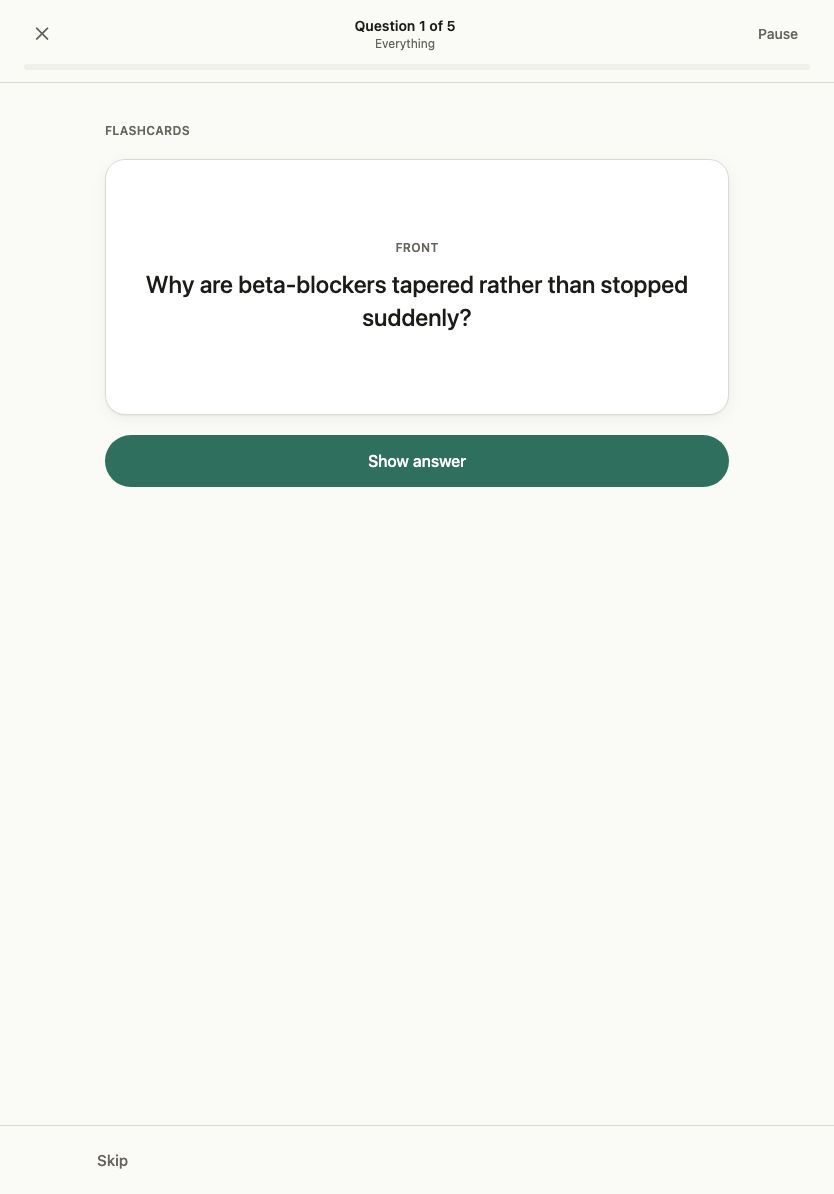 Question 1 of 5
Everything
Pause
FLASHCARDS
FRONT
Why are beta-blockers tapered rather than stopped
suddenly?
Show answer
Skip